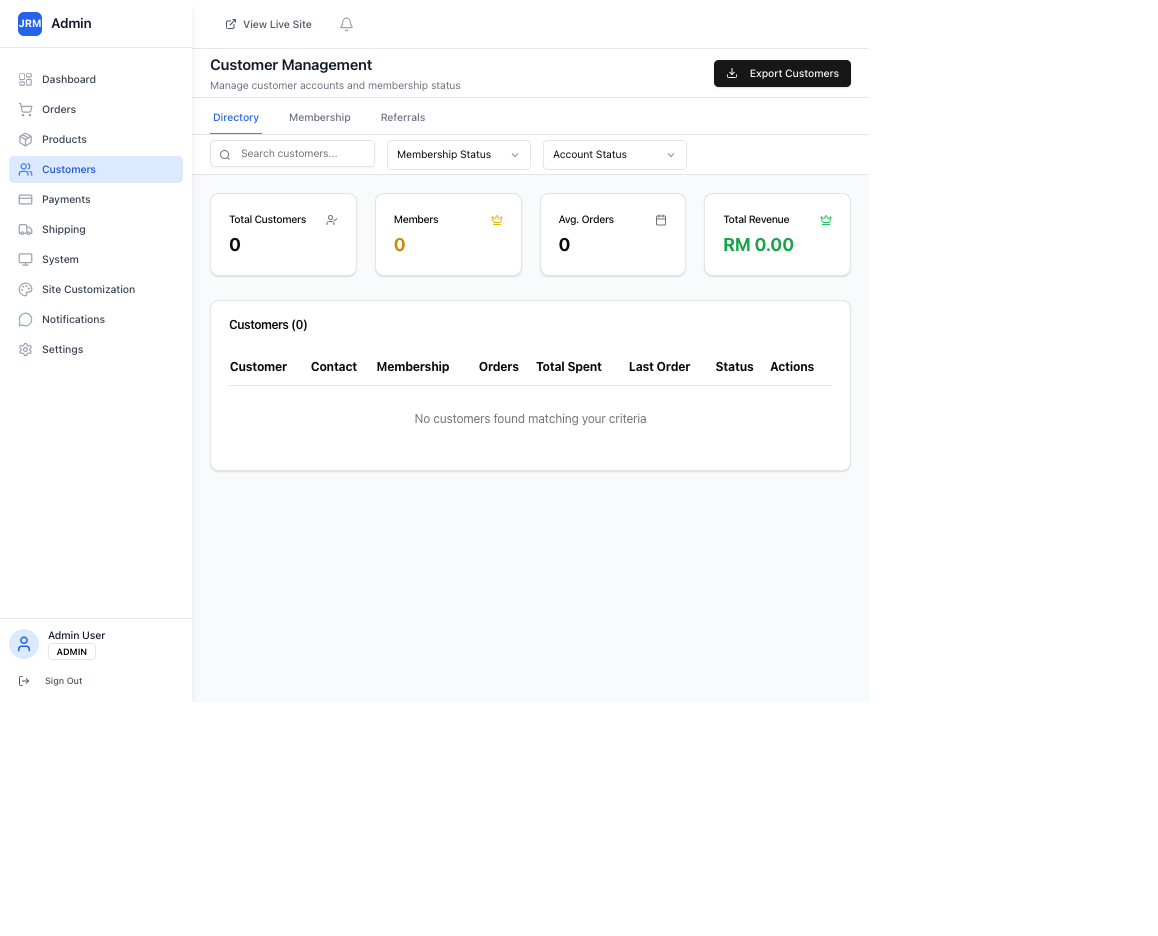 JRM Admin
View Live Site
Customer Management
Manage customer accounts and membership status
Export Customers
Dashboard
Orders
Products
Customers
Payments
Shipping
System
Site Customization
Notifications
Settings
Directory Membership Referrals
Search customers... Membership Status Account Status
Total Customers
0
Members
0
Avg. Orders
0
Total Revenue
RM 0.00
Customers (0)
Customer Contact Membership Orders Total Spent Last Order Status Actions
No customers found matching your criteria
Admin User
ADMIN
Sign Out